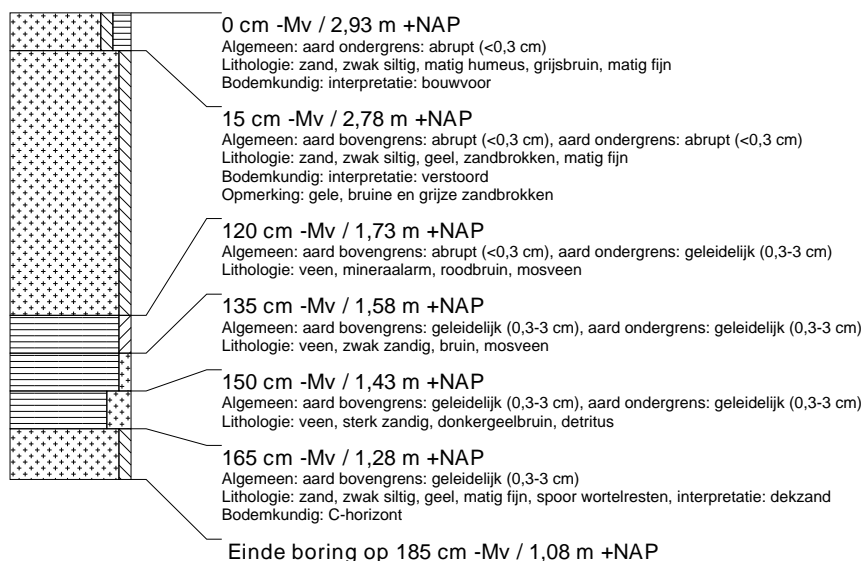 0 cm -Mv / 2,93 m +NAP
Algemeen: aard ondergrens: abrupt (<0,3 cm)
Lithologie: zand, zwak siltig, matig humeus, grijsbruin, matig fijn
Bodemkundig: interpretatie: bouwvoor
15 cm -Mv / 2,78 m +NAP
Algemeen: aard bovengrens: abrupt (<0,3 cm), aard ondergrens: abrupt (<0,3 cm)
Lithologie: zand, zwak siltig, geel, zandbrokken, matig fijn
Bodemkundig: interpretatie: verstoord
Opmerking: gele, bruine en grijze zandbrokken
120 cm -Mv / 1,73 m +NAP
Algemeen: aard bovengrens: abrupt (<0,3 cm), aard ondergrens: geleidelijk (0,3-3 cm)
Lithologie: veen, mineraalarm, roodbruin, mosveen
135 cm -Mv / 1,58 m +NAP
Algemeen: aard bovengrens: geleidelijk (0,3-3 cm), aard ondergrens: geleidelijk (0,3-3 cm)
Lithologie: veen, zwak zandig, bruin, mosveen
150 cm -Mv / 1,43 m +NAP
Algemeen: aard bovengrens: geleidelijk (0,3-3 cm), aard ondergrens: geleidelijk (0,3-3 cm)
Lithologie: veen, sterk zandig, donkergeelbruin, detritus
165 cm -Mv / 1,28 m +NAP
Algemeen: aard bovengrens: geleidelijk (0,3-3 cm)
Lithologie: zand, zwak siltig, geel, matig fijn, spoor wortelresten, interpretatie: dekzand
Bodemkundig: C-horizont
Einde boring op 185 cm -Mv / 1,08 m +NAP